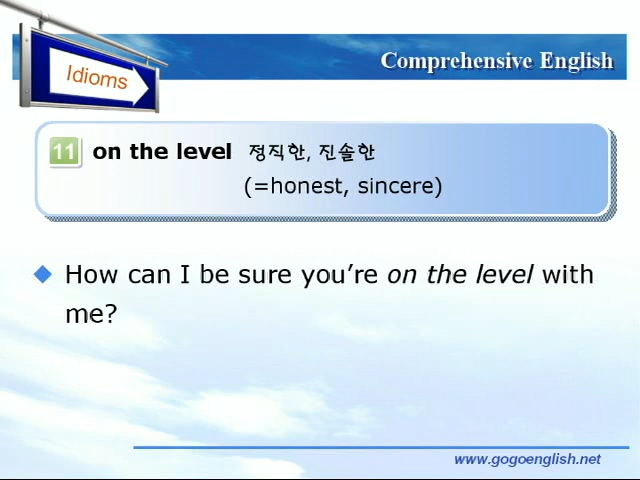 Idioms
Comprehensive English
11 on the level 정직한, 진솔한
(=honest, sincere)
How can I be sure you're on the level with
me?
www.gogoenglish.net